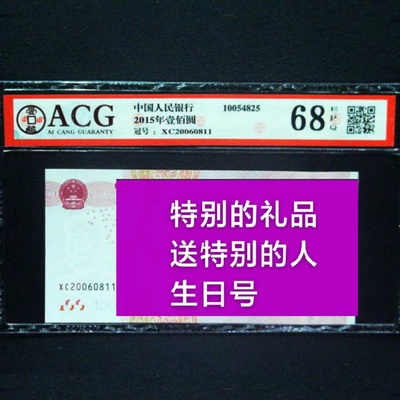 ACG
AI CANG GUARANTY
中国人民银行
2015年壹佰圆
冠号：XC20060811
10054825
68
EPQ
特别的礼品
送特别的人
生日号
XC20060811
100